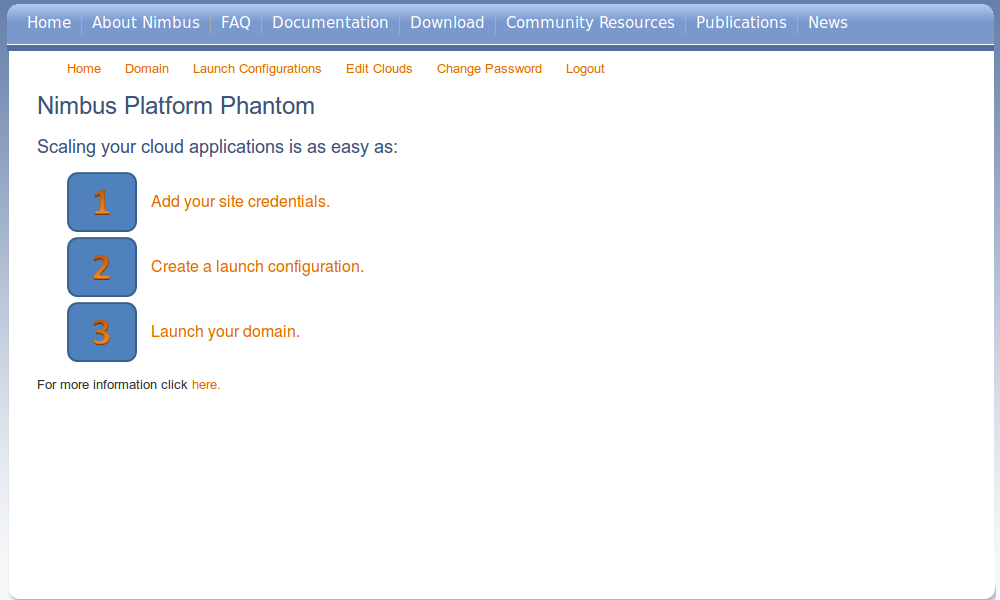 Home About Nimbus FAQ Documentation Download Community Resources Publications News
Home Domain Launch Configurations Edit Clouds Change Password Logout
Nimbus Platform Phantom
Scaling your cloud applications is as easy as:
1 Add your site credentials.
2 Create a launch configuration.
3 Launch your domain.
For more information click here.